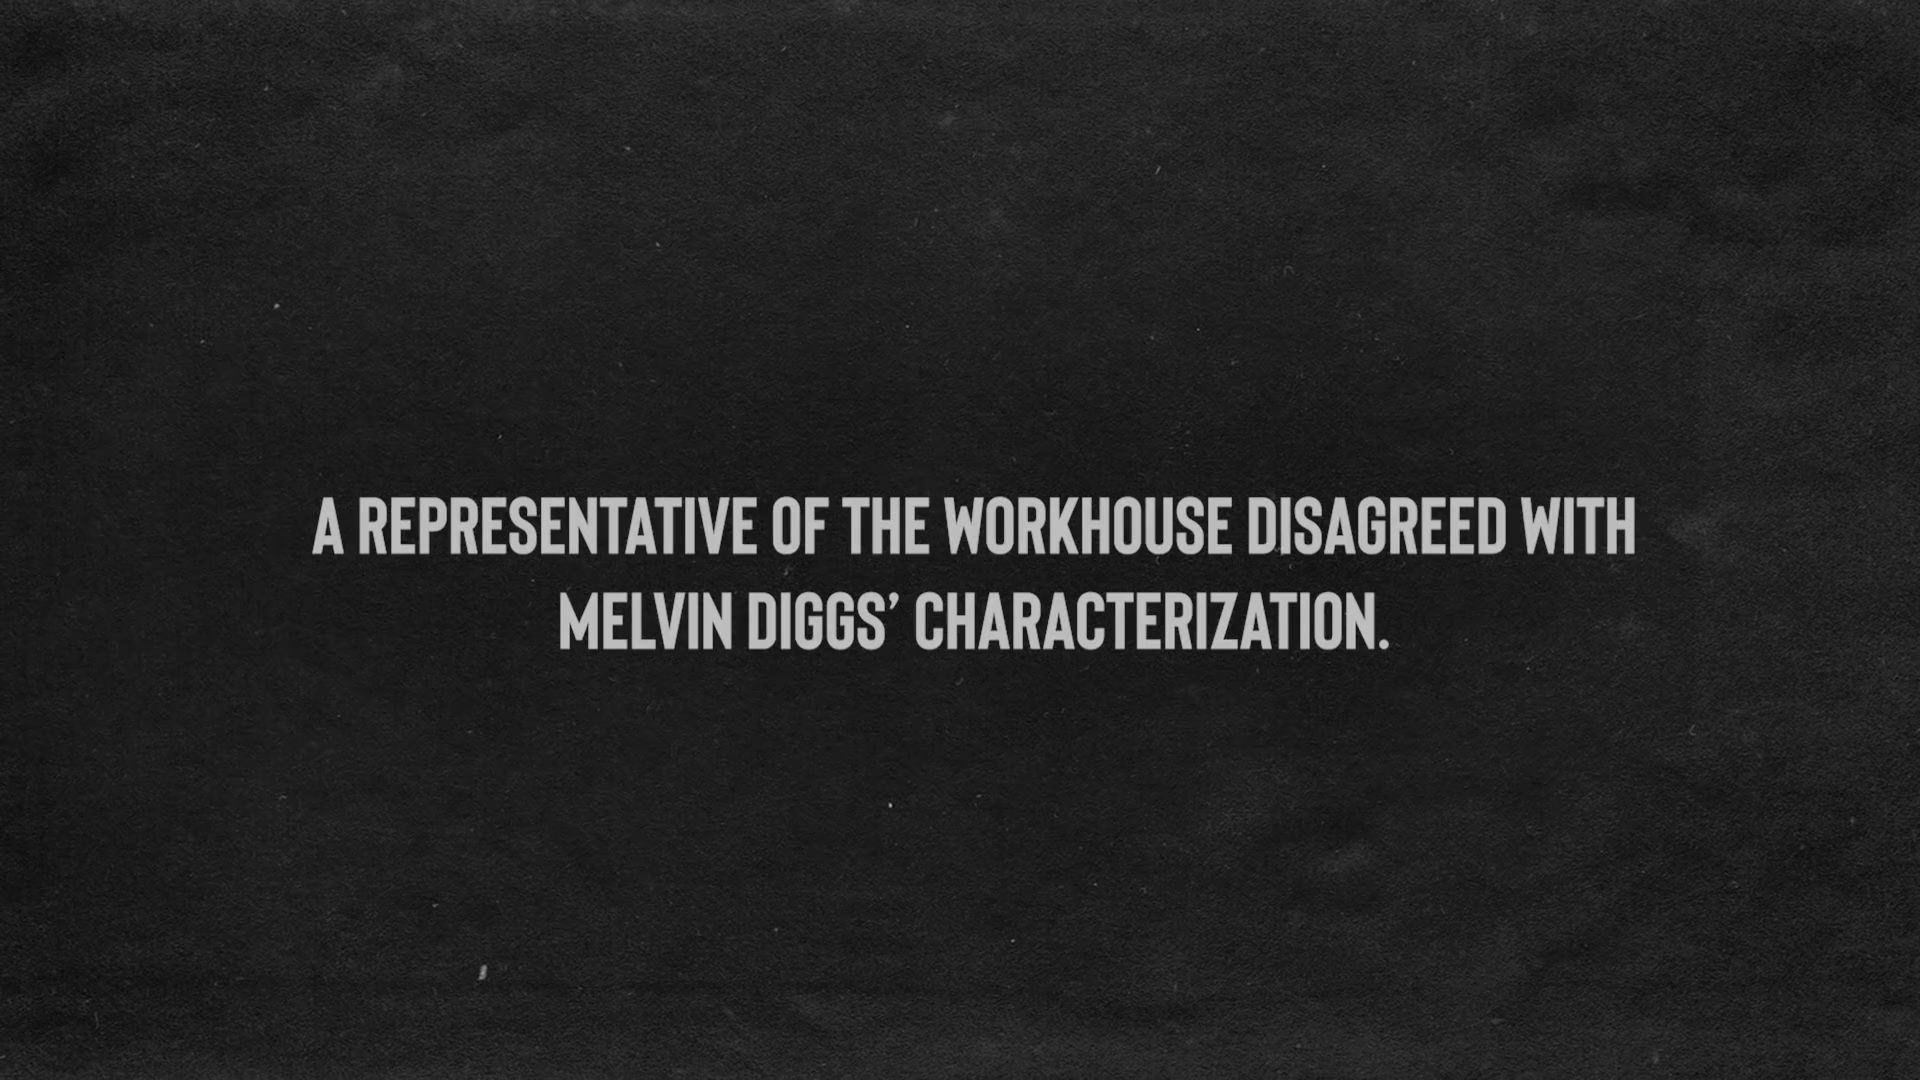 A REPRESENTATIVE OF THE WORKHOUSE DISAGREED WITH
MELVIN DIGGS’ CHARACTERIZATION.